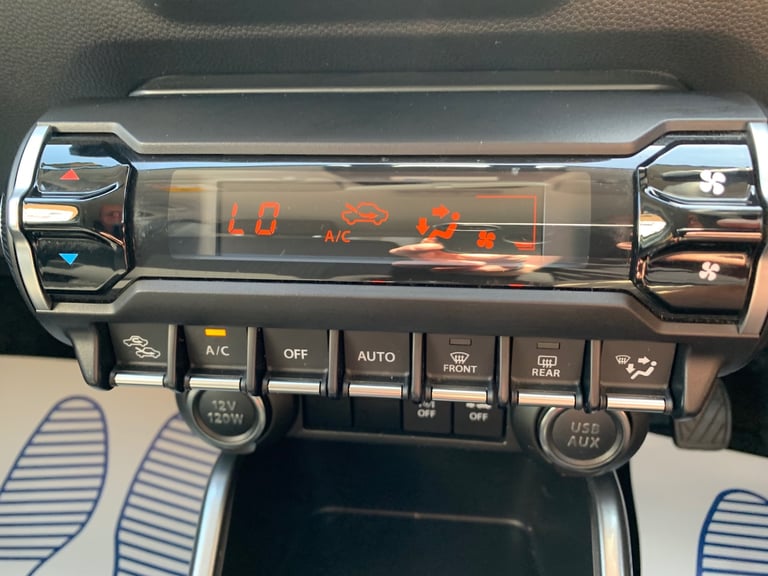 LO
A/C
A/C
OFF
AUTO
FRONT
REAR
12V
120W
OFF
OFF
USB
AUX